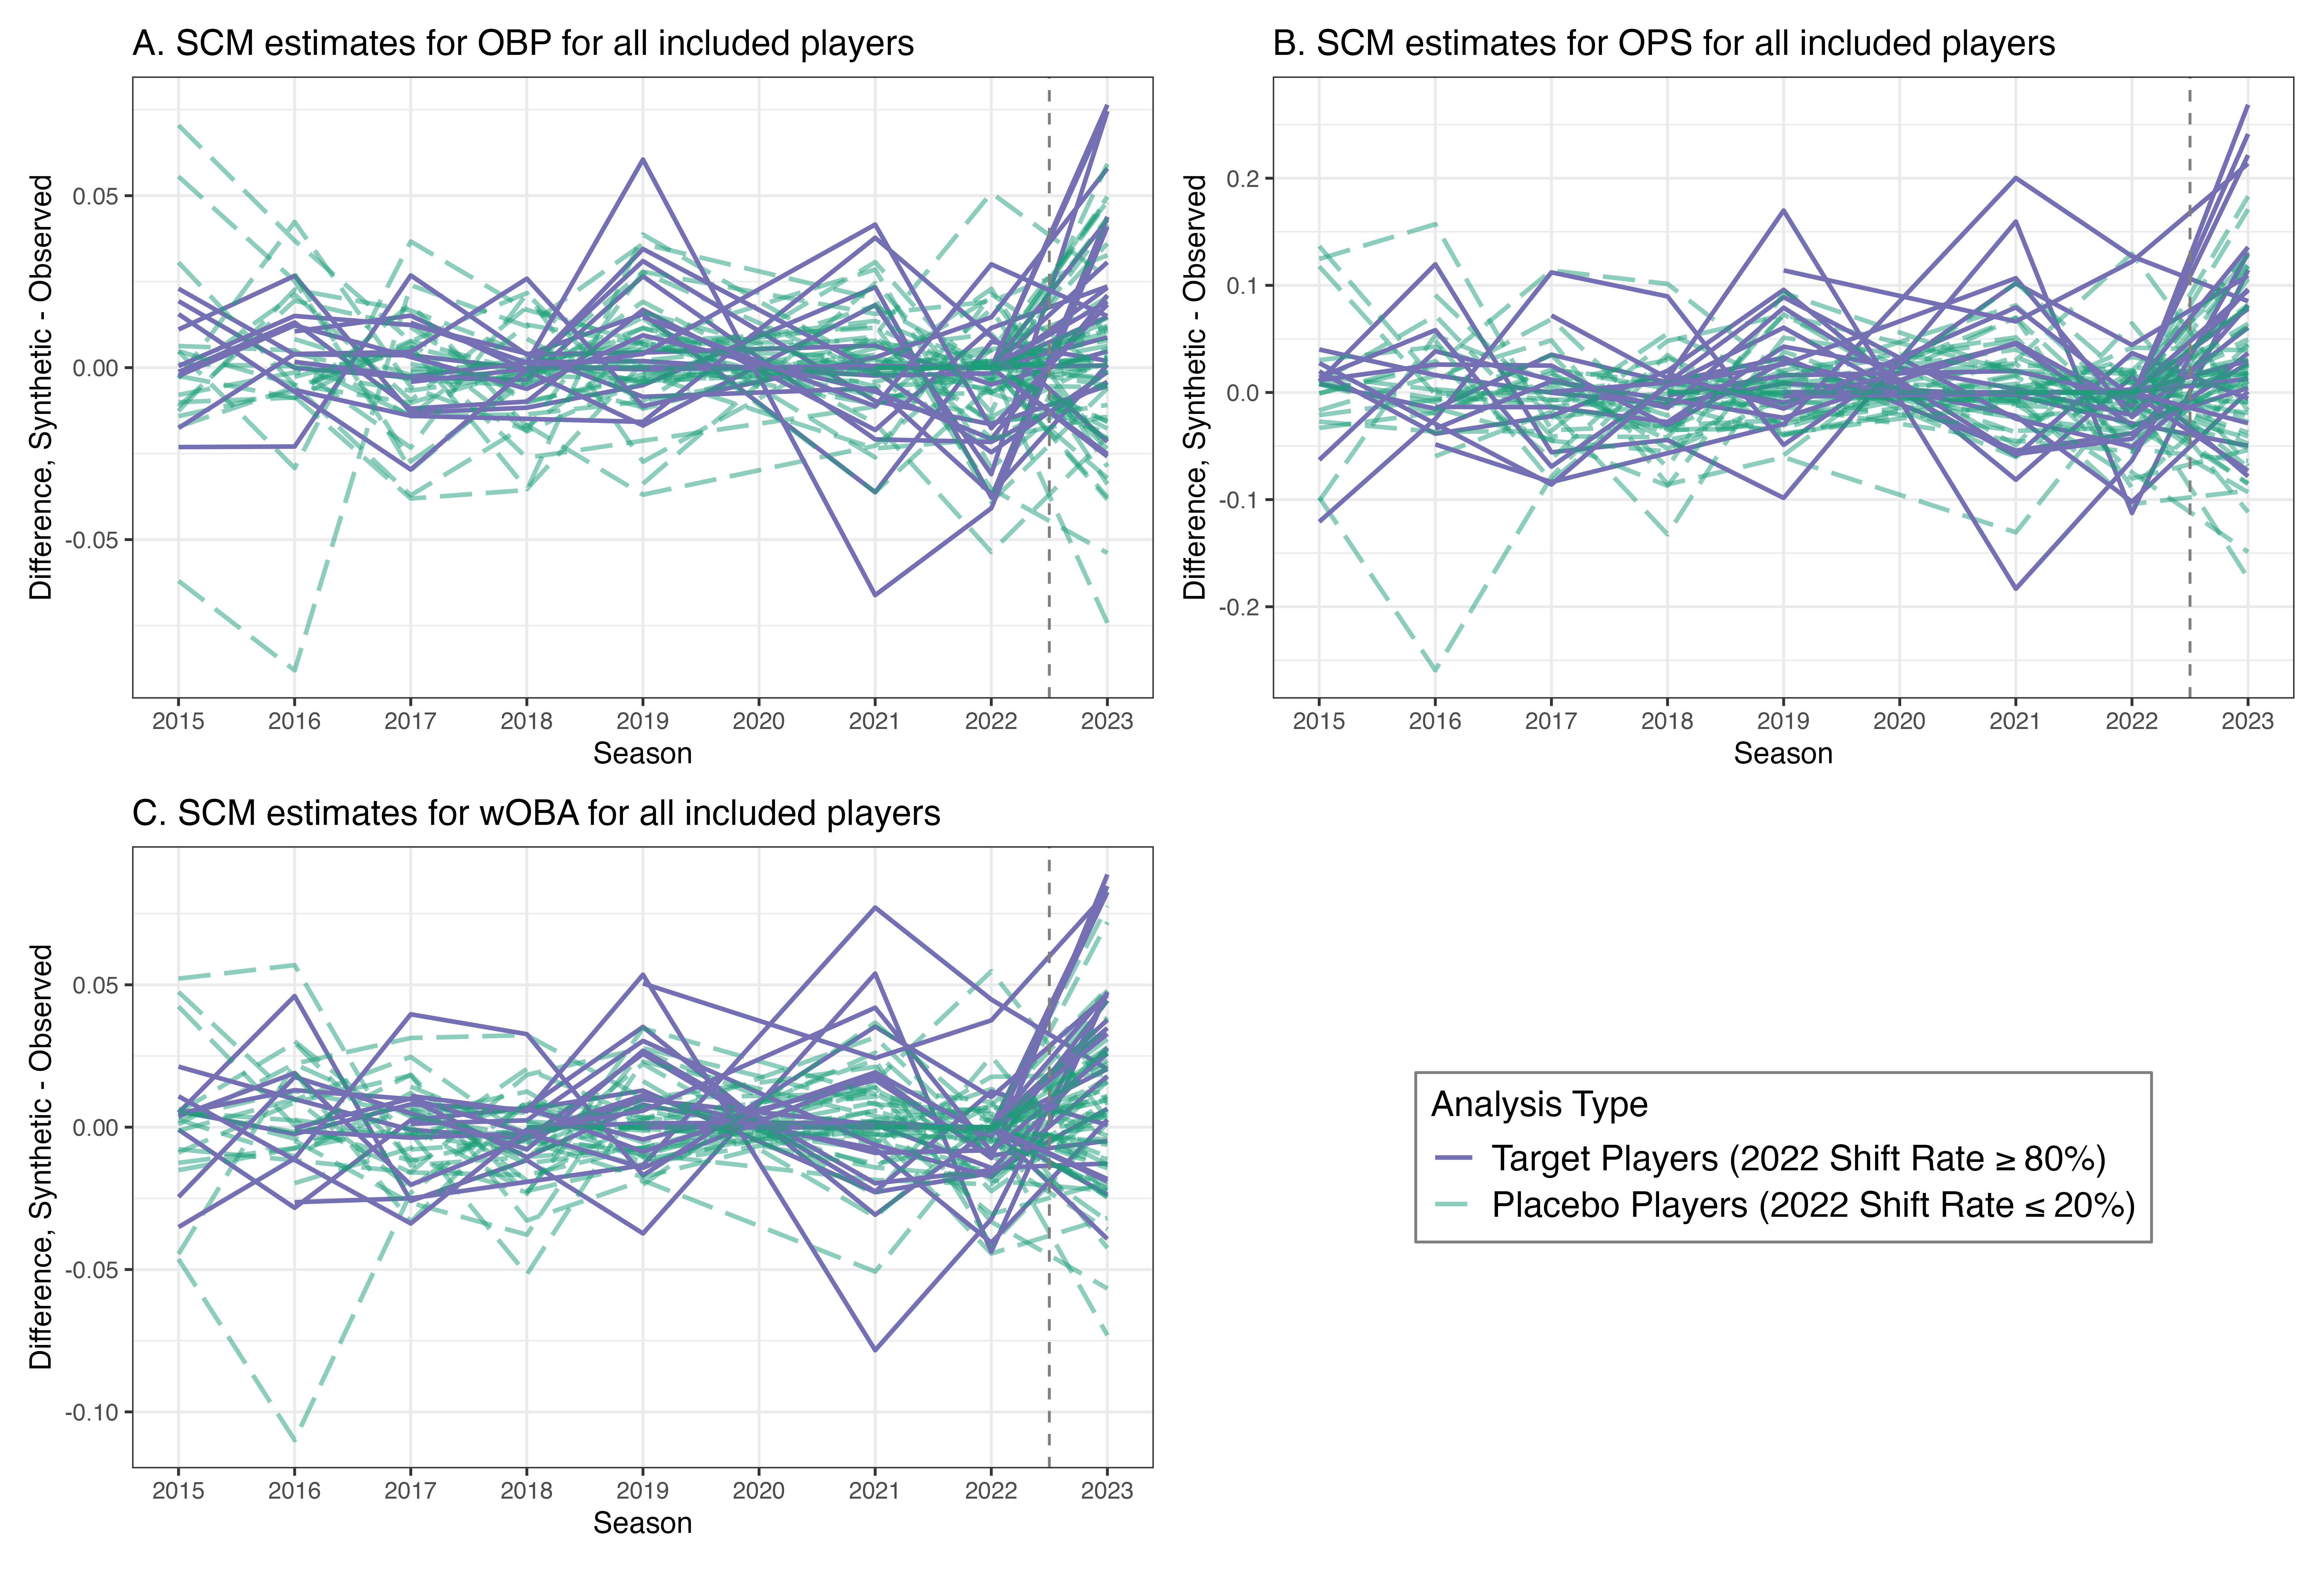 A. SCM estimates for OBP for all included players
Difference, Synthetic - Observed
0.05
0.00
-0.05
2015 2016 2017 2018 2019 2020 2021 2022 2023
Season
B. SCM estimates for OPS for all included players
Difference, Synthetic - Observed
0.2
0.1
0.0
-0.1
-0.2
2015 2016 2017 2018 2019 2020 2021 2022 2023
Season
C. SCM estimates for wOBA for all included players
Difference, Synthetic - Observed
0.05
0.00
-0.05
-0.10
2015 2016 2017 2018 2019 2020 2021 2022 2023
Season
Analysis Type
Target Players (2022 Shift Rate ≥ 80%)
Placebo Players (2022 Shift Rate ≤ 20%)